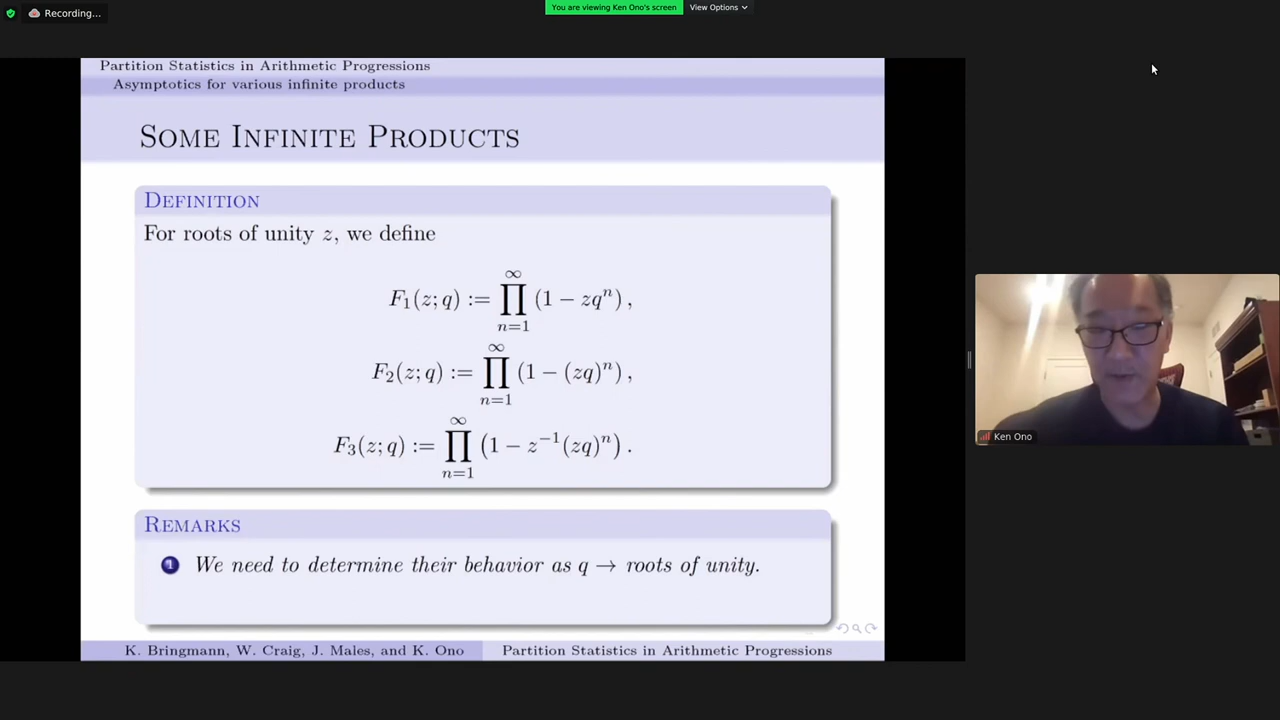 Recording...
You are viewing Ken Ono's screen
View Options
Partition Statistics in Arithmetic Progressions
Asymptotics for various infinite products
Some Infinite Products
Definition
For roots of unity z, we define
F₁(z; q) := ∏_{n=1}^{∞} (1 − zqⁿ),
F₂(z; q) := ∏_{n=1}^{∞} (1 − (zq)ⁿ),
F₃(z; q) := ∏_{n=1}^{∞} (1 − z⁻¹(zq)ⁿ).
Remarks
1 We need to determine their behavior as q → roots of unity.
K. Bringmann, W. Craig, J. Males, and K. Ono
Partition Statistics in Arithmetic Progressions
Ken Ono